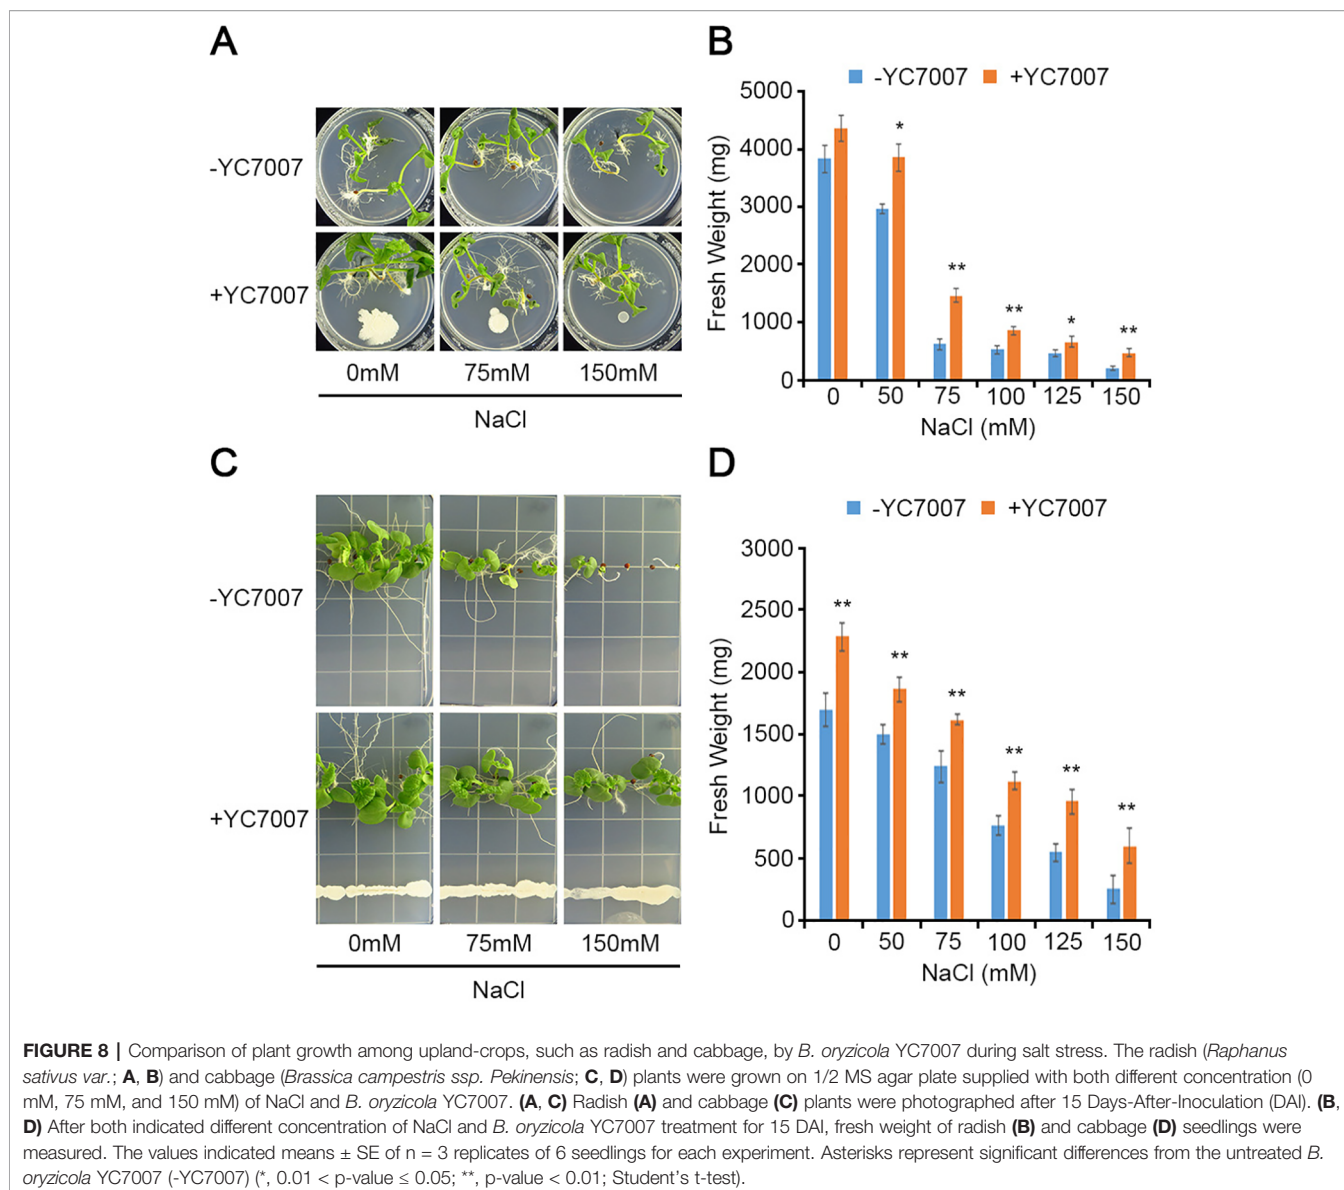 A
-YC7007
+YC7007
0mM 75mM 150mM
NaCl
B
-YC7007 +YC7007
Fresh Weight (mg)
5000
4000
3000
2000
1000
0
*
**
**
*
**
0 50 75 100 125 150
NaCl (mM)
C
-YC7007
+YC7007
0mM 75mM 150mM
NaCl
D
-YC7007 +YC7007
Fresh Weight (mg)
3000
2500
2000
1500
1000
500
0
**
**
**
**
**
**
0 50 75 100 125 150
NaCl (mM)
FIGURE 8 | Comparison of plant growth among upland-crops, such as radish and cabbage, by B. oryzicola YC7007 during salt stress. The radish (Raphanus
sativus var.; A, B) and cabbage (Brassica campestris ssp. Pekinensis; C, D) plants were grown on 1/2 MS agar plate supplied with both different concentration (0
mM, 75 mM, and 150 mM) of NaCl and B. oryzicola YC7007. (A, C) Radish (A) and cabbage (C) plants were photographed after 15 Days-After-Inoculation (DAI). (B,
D) After both indicated different concentration of NaCl and B. oryzicola YC7007 treatment for 15 DAI, fresh weight of radish (B) and cabbage (D) seedlings were
measured. The values indicated means ± SE of n = 3 replicates of 6 seedlings for each experiment. Asterisks represent significant differences from the untreated B.
oryzicola YC7007 (-YC7007) (*, 0.01 < p-value ≤ 0.05; **, p-value < 0.01; Student's t-test).